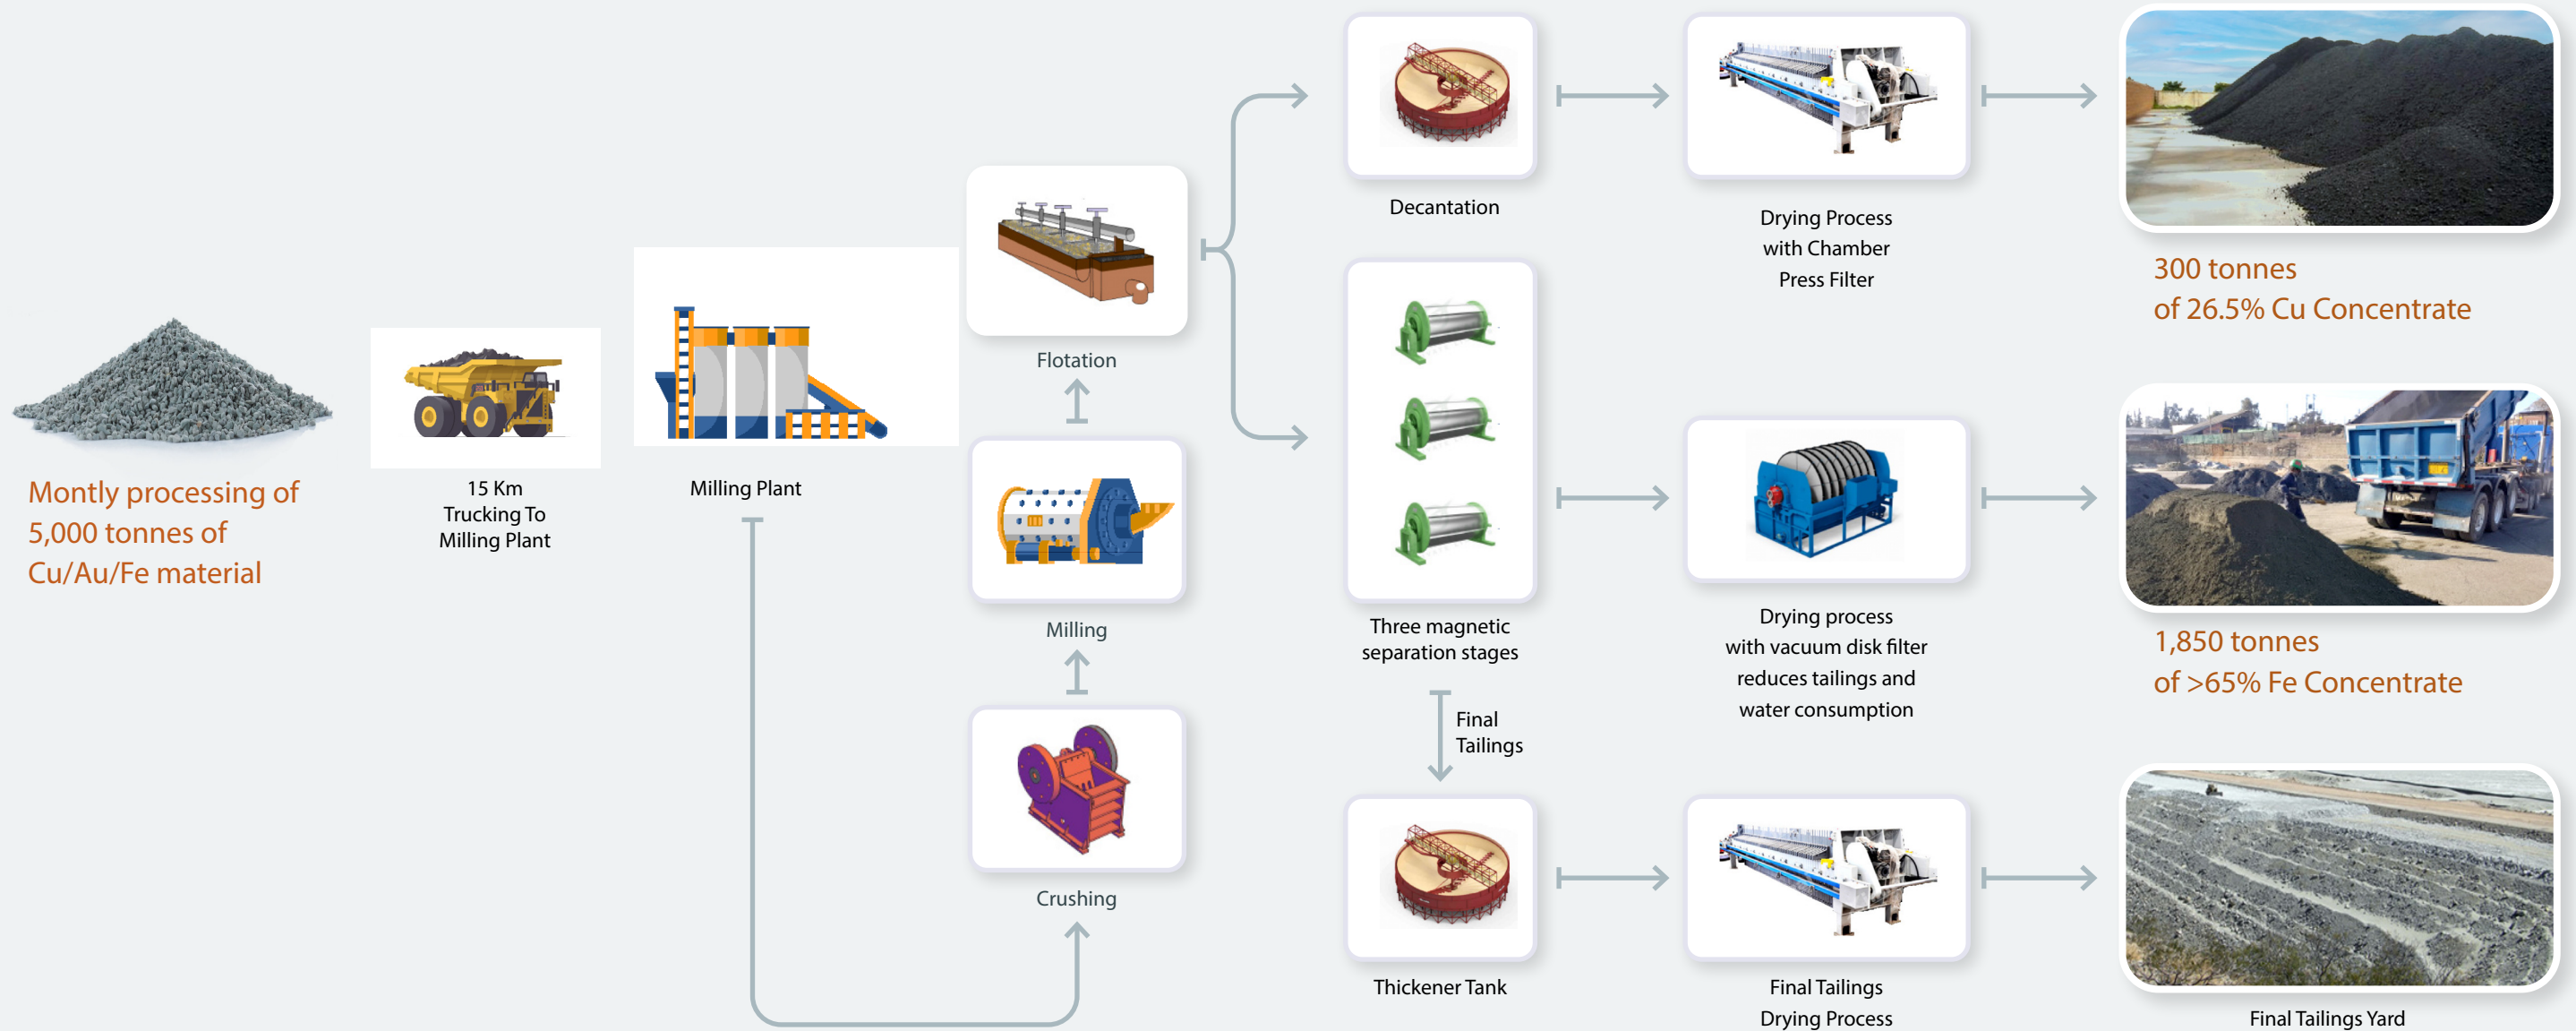 Montly processing of
5,000 tonnes of
Cu/Au/Fe material
15 Km
Trucking To
Milling Plant
Milling Plant
Flotation
Milling
Crushing
Decantation
Drying Process
with Chamber
Press Filter
300 tonnes
of 26.5% Cu Concentrate
Three magnetic
separation stages
Drying process
with vacuum disk filter
reduces tailings and
water consumption
1,850 tonnes
of >65% Fe Concentrate
Final
Tailings
Thickener Tank
Final Tailings
Drying Process
Final Tailings Yard